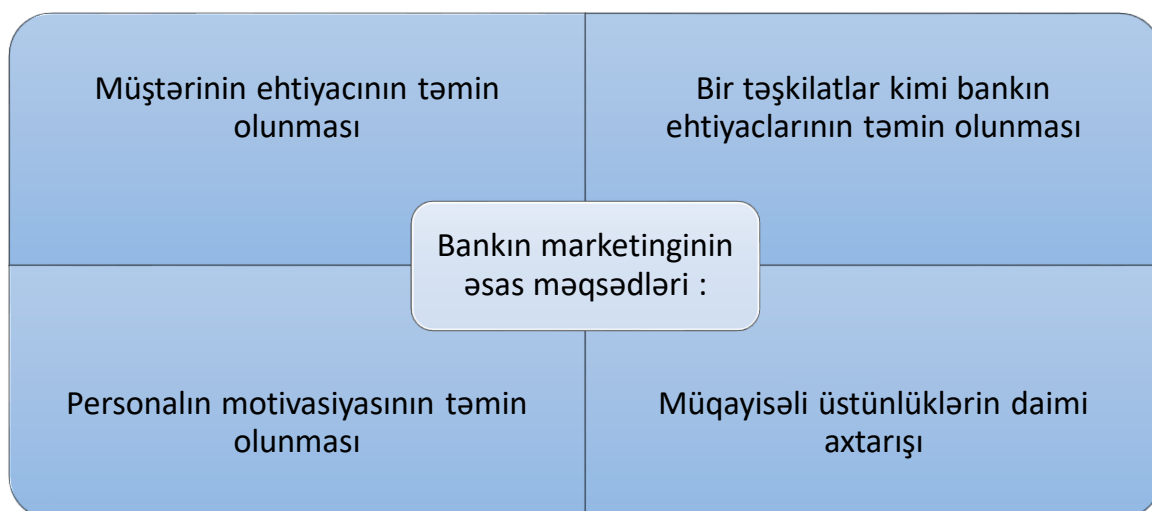 Müştərinin ehtiyacının təmin
olunması
Bir təşkilatlar kimi bankın
ehtiyaclarının təmin olunması
Bankın marketinginin
əsas məqsədləri :
Personalın motivasiyasının təmin
olunması
Müqayisəli üstünlüklərin daimi
axtarışı